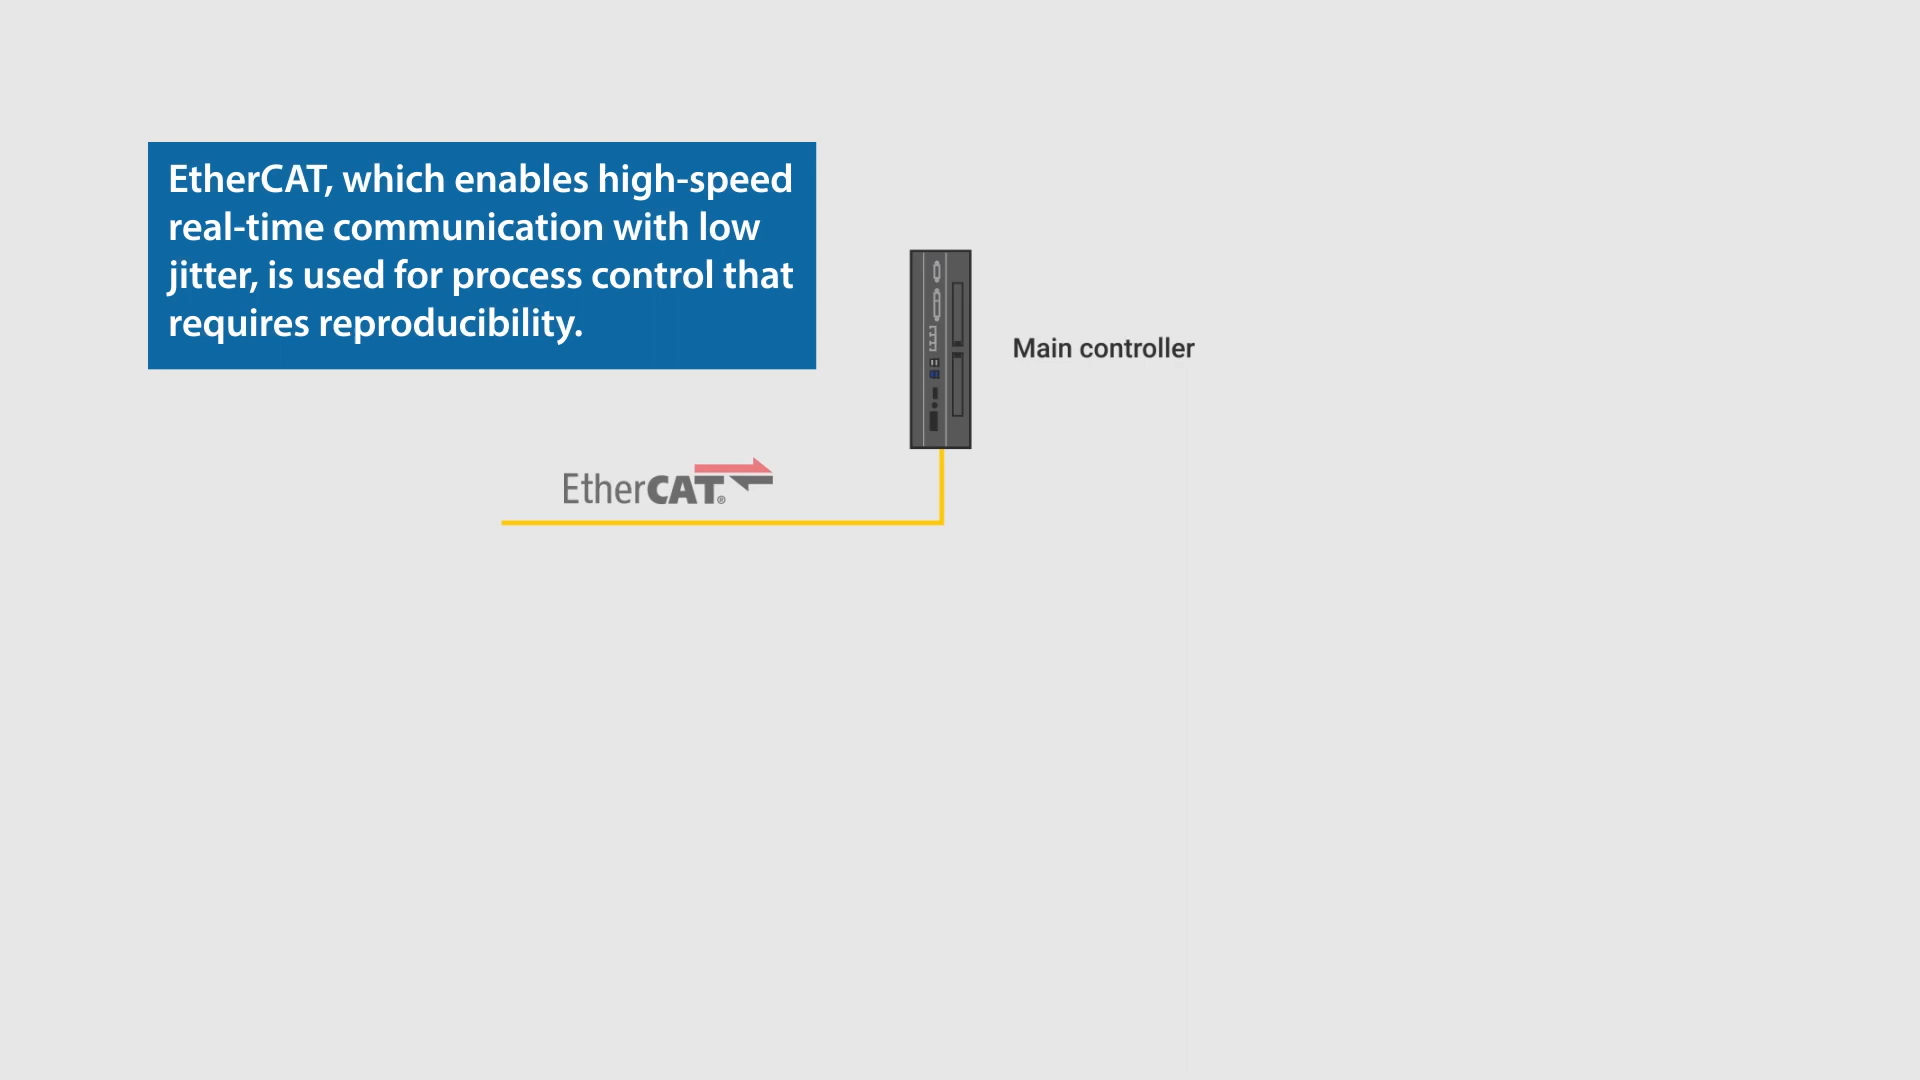 EtherCAT, which enables high-speed
real-time communication with low
jitter, is used for process control that
requires reproducibility.
Main controller
EtherCAT®